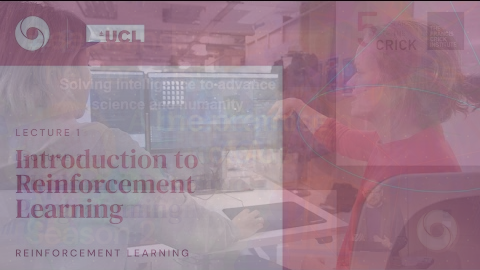 UCL
CRICK
Solving intelligence to advance
science and humanity
LECTURE 1
Introduction to
Reinforcement
Learning
REINFORCEMENT LEARNING